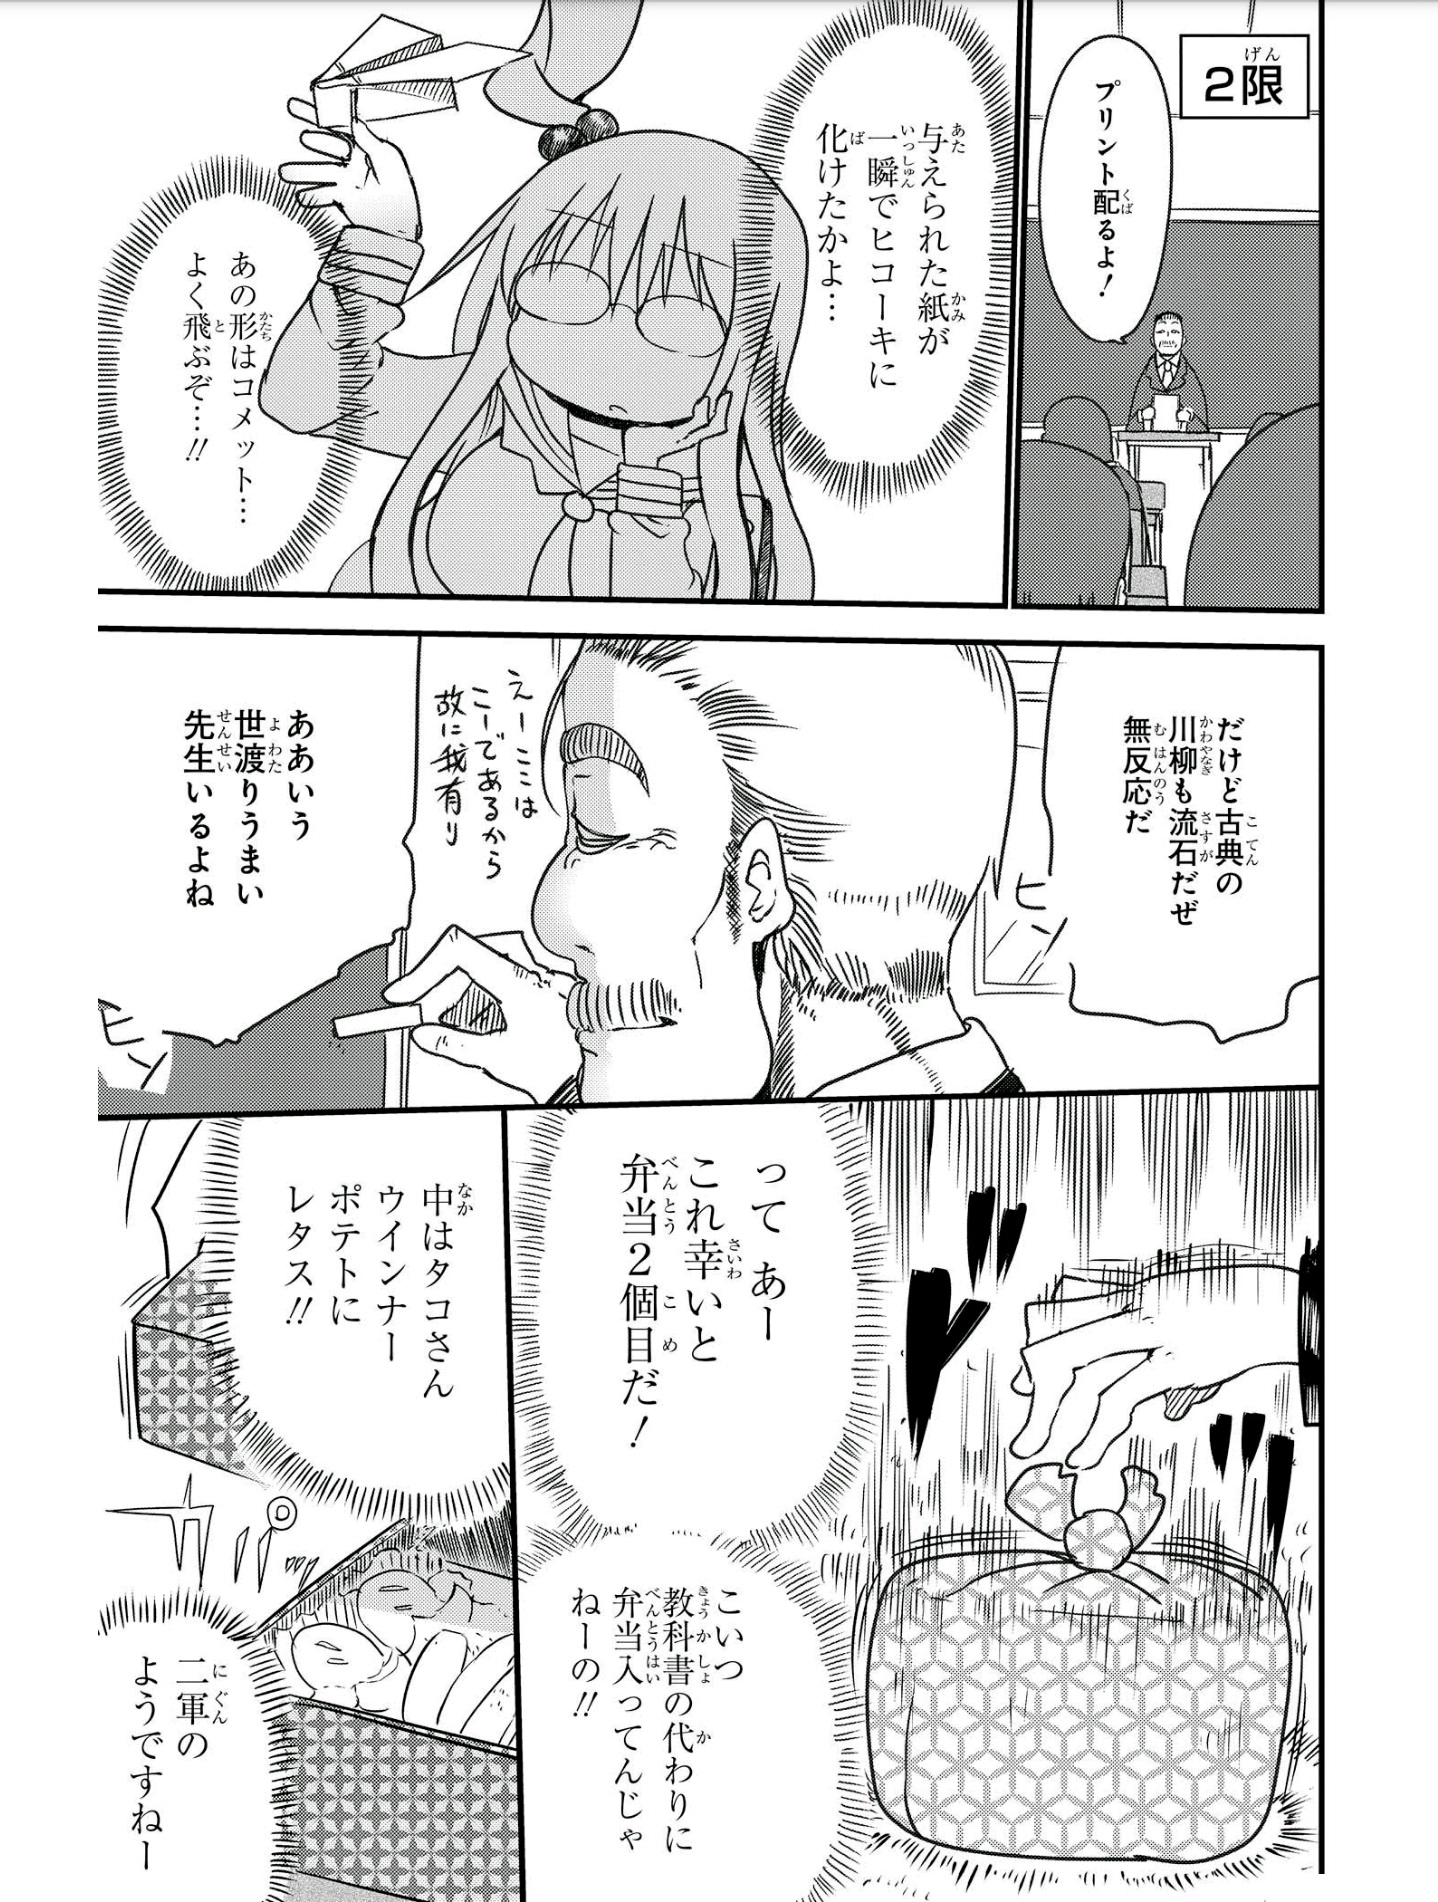 2限
プリント配るよ！
与えられた紙が
一瞬でヒコーキに
化けたかよ…
あの形はコメット…
よく飛ぶぞ…!!
だけど古典の
川柳も流石だぜ
無反応だ
ヒソ
えーここは
こーであるから
故に我有り
ああいう
世渡りうまい
先生いるよね
ヒソ
って あー
これ幸いと
弁当2個目だ！
こいつ
教科書の代わりに
弁当入ってんじゃ
ねーの!!
中はタコさん
ウインナー
ポテトに
レタス!!
二軍の
ようですねー